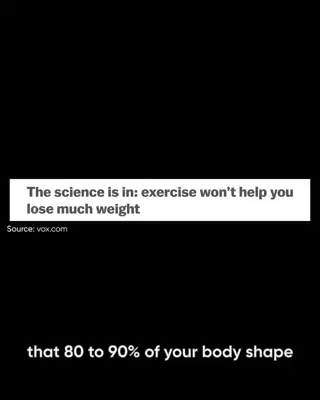 The science is in: exercise won't help you
lose much weight
Source: vox.com
that 80 to 90% of your body shape